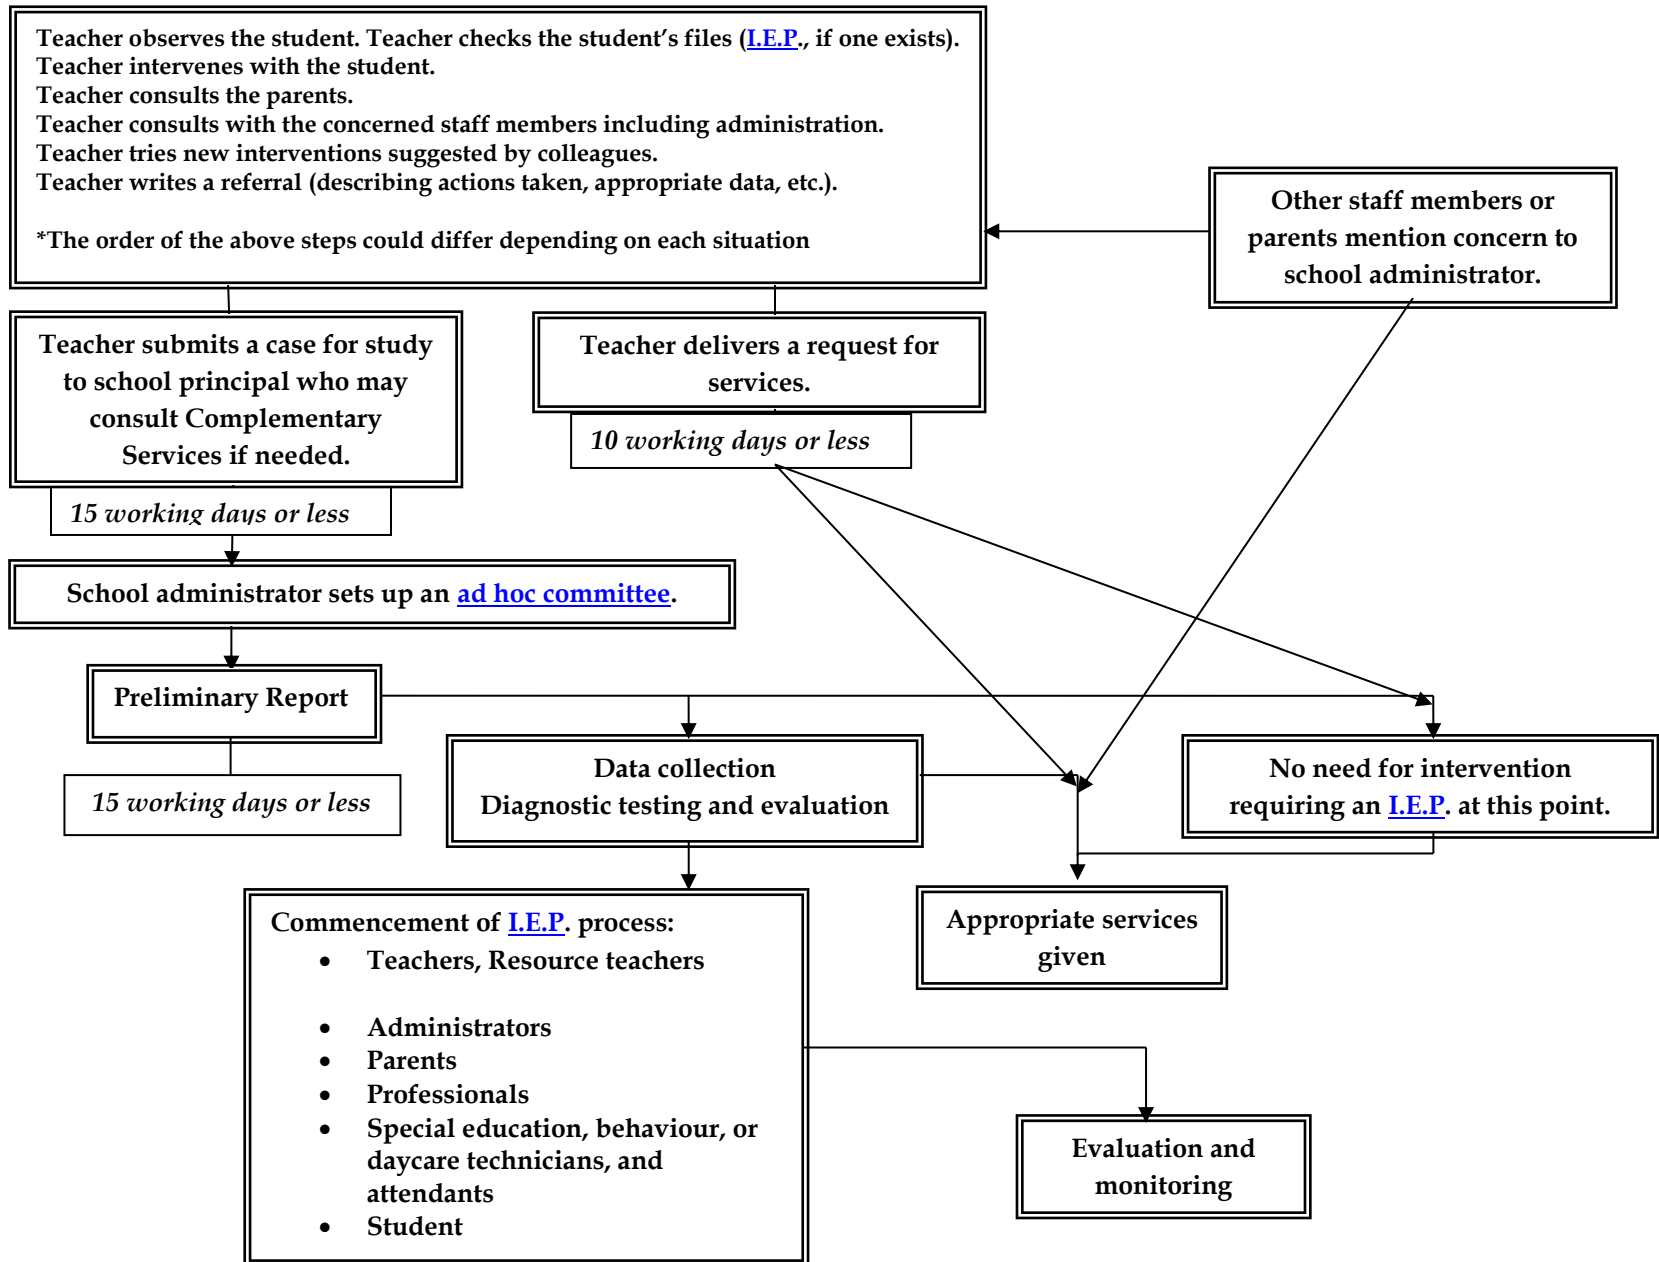 Teacher observes the student. Teacher checks the student’s files (I.E.P., if one exists).
Teacher intervenes with the student.
Teacher consults the parents.
Teacher consults with the concerned staff members including administration.
Teacher tries new interventions suggested by colleagues.
Teacher writes a referral (describing actions taken, appropriate data, etc.).
*The order of the above steps could differ depending on each situation
Other staff members or
parents mention concern to
school administrator.
Teacher submits a case for study
to school principal who may
consult Complementary
Services if needed.
15 working days or less
Teacher delivers a request for
services.
10 working days or less
School administrator sets up an ad hoc committee.
Preliminary Report
15 working days or less
Data collection
Diagnostic testing and evaluation
No need for intervention
requiring an I.E.P. at this point.
Commencement of I.E.P. process:
• Teachers, Resource teachers
• Administrators
• Parents
• Professionals
• Special education, behaviour, or
daycare technicians, and
attendants
• Student
Appropriate services
given
Evaluation and
monitoring